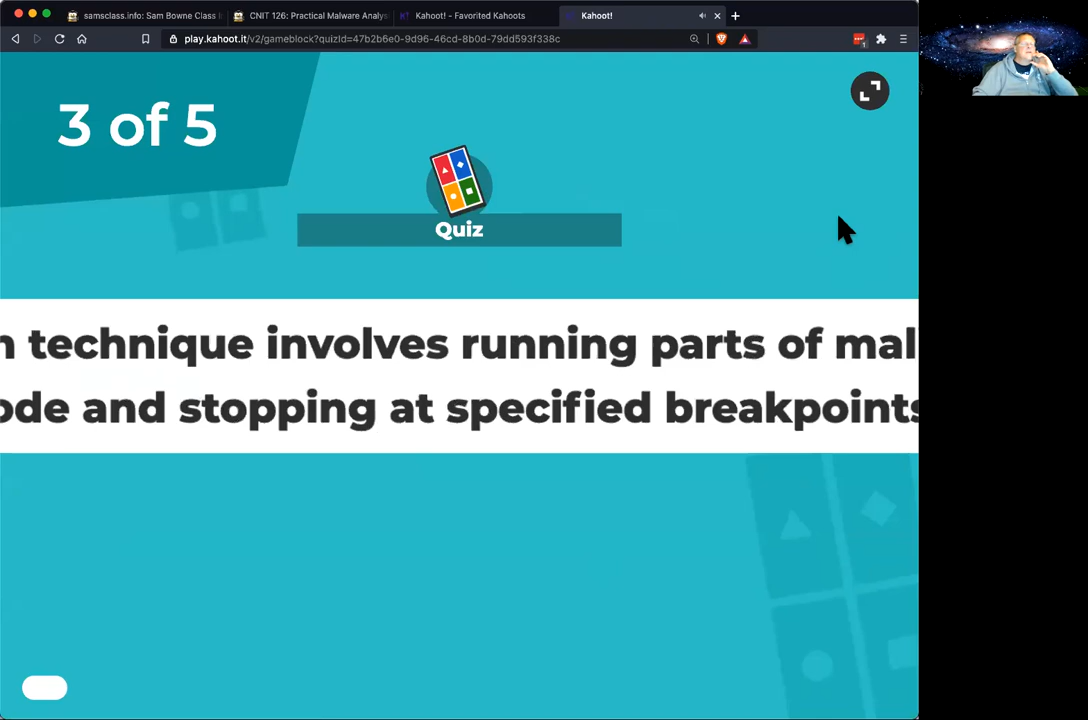 samsclass.info: Sam Bowne Class I
CNIT 126: Practical Malware Analys
Kahoot! - Favorited Kahoots
Kahoot!
play.kahoot.it/v2/gameblock?quizId=47b2b6e0-9d96-46cd-8b0d-79dd593f338c
1
3 of 5
Quiz
n technique involves running parts of mal
ode and stopping at specified breakpoints